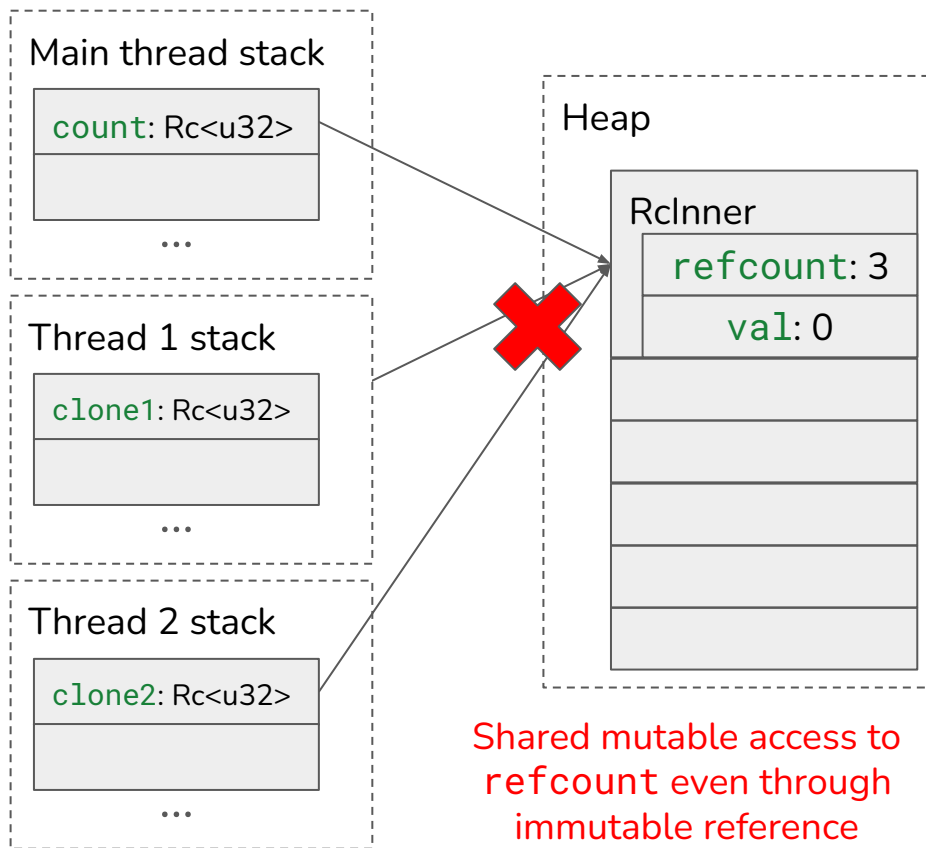 Main thread stack
count: Rc<u32>
...
Thread 1 stack
clone1: Rc<u32>
...
Thread 2 stack
clone2: Rc<u32>
...
Heap
RcInner
refcount: 3
val: 0
Shared mutable access to
refcount even through
immutable reference